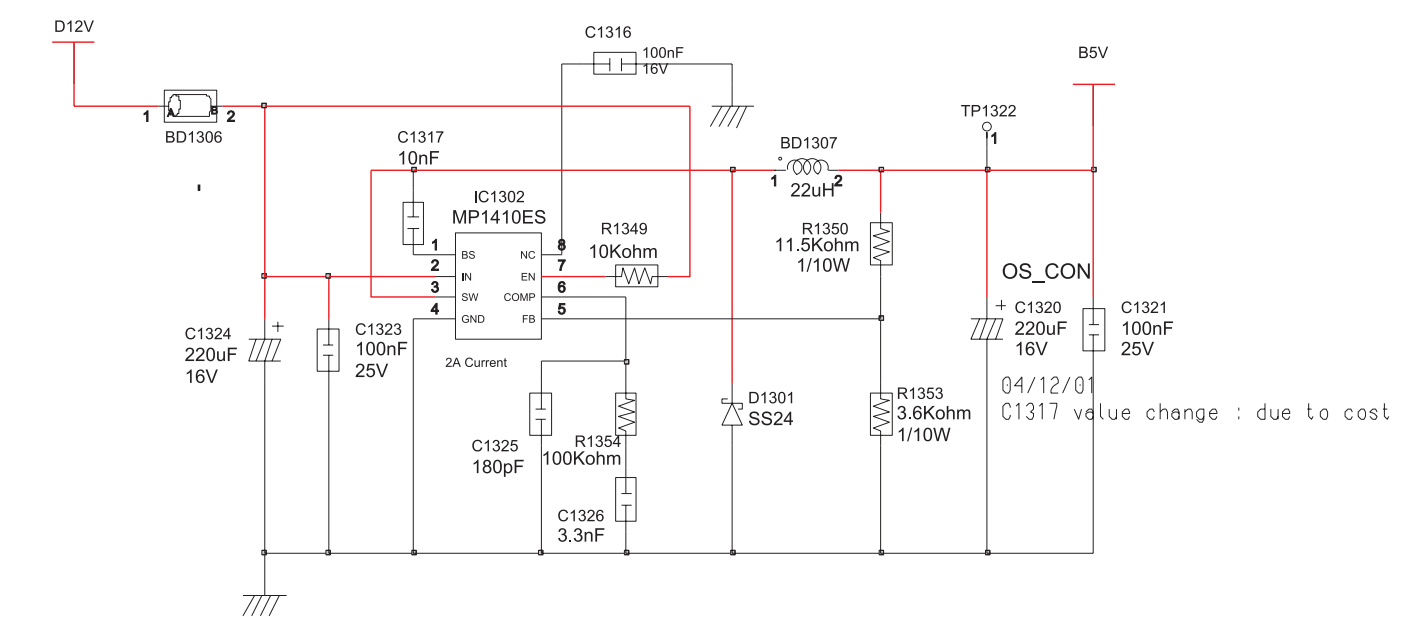 D12V
1
A
B
2
BD1306
C1316
100nF
16V
B5V
TP1322
1
C1317
10nF
BD1307
1
2
22uH
IC1302
MP1410ES
1
BS
NC
8
2
IN
EN
7
3
SW
COMP
6
4
GND
FB
5
2A Current
R1349
10Kohm
R1350
11.5Kohm
1/10W
OS_CON
C1324
220uF
16V
+
C1323
100nF
25V
+
C1320
220uF
16V
C1321
100nF
25V
04/12/01
C1317 value change : due to cost
D1301
SS24
R1353
3.6Kohm
1/10W
C1325
180pF
R1354
100Kohm
C1326
3.3nF